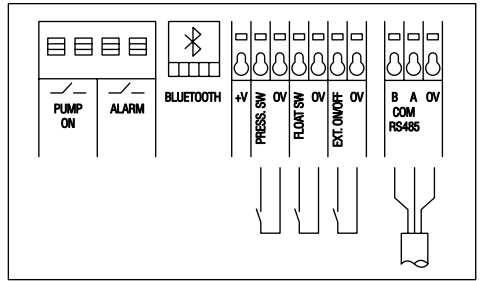 PUMP ON
ALARM
BLUETOOTH
+V
PRESS. SW
0V
FLOAT SW
0V
EXT. ON/OFF
0V
B A 0V
COM
RS485